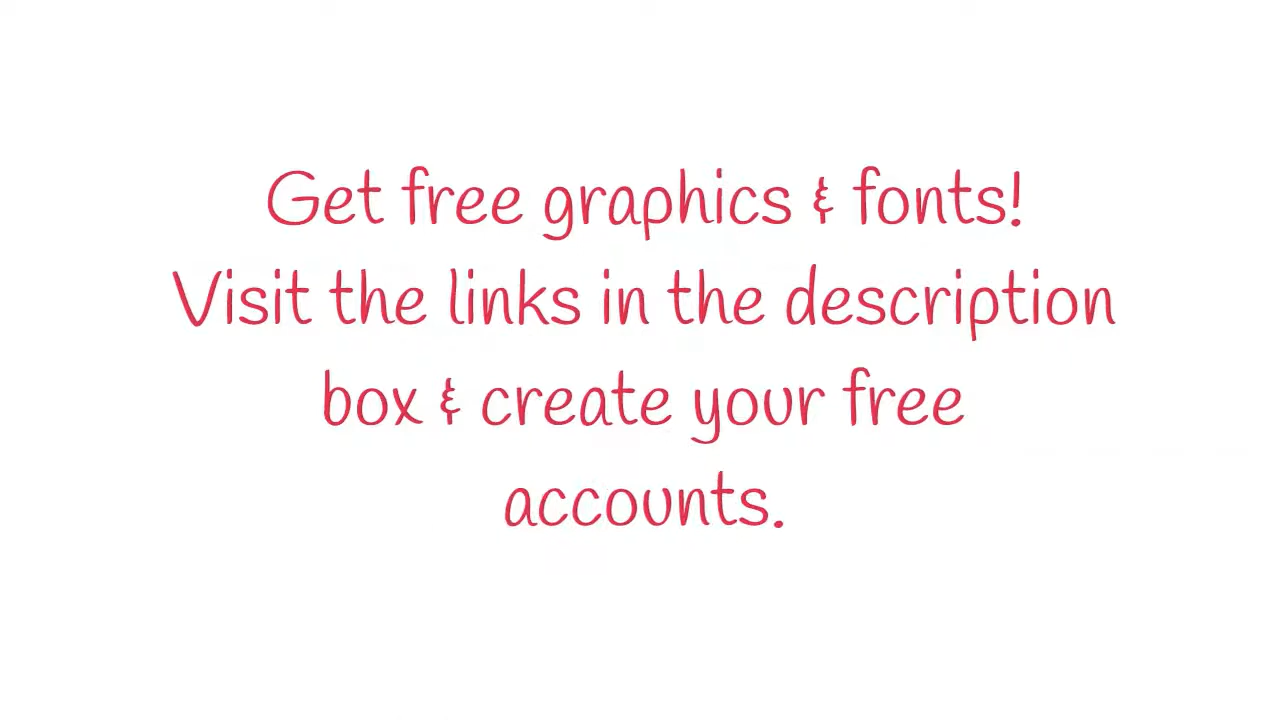 Get free graphics & fonts!
Visit the links in the description
box & create your free
accounts.